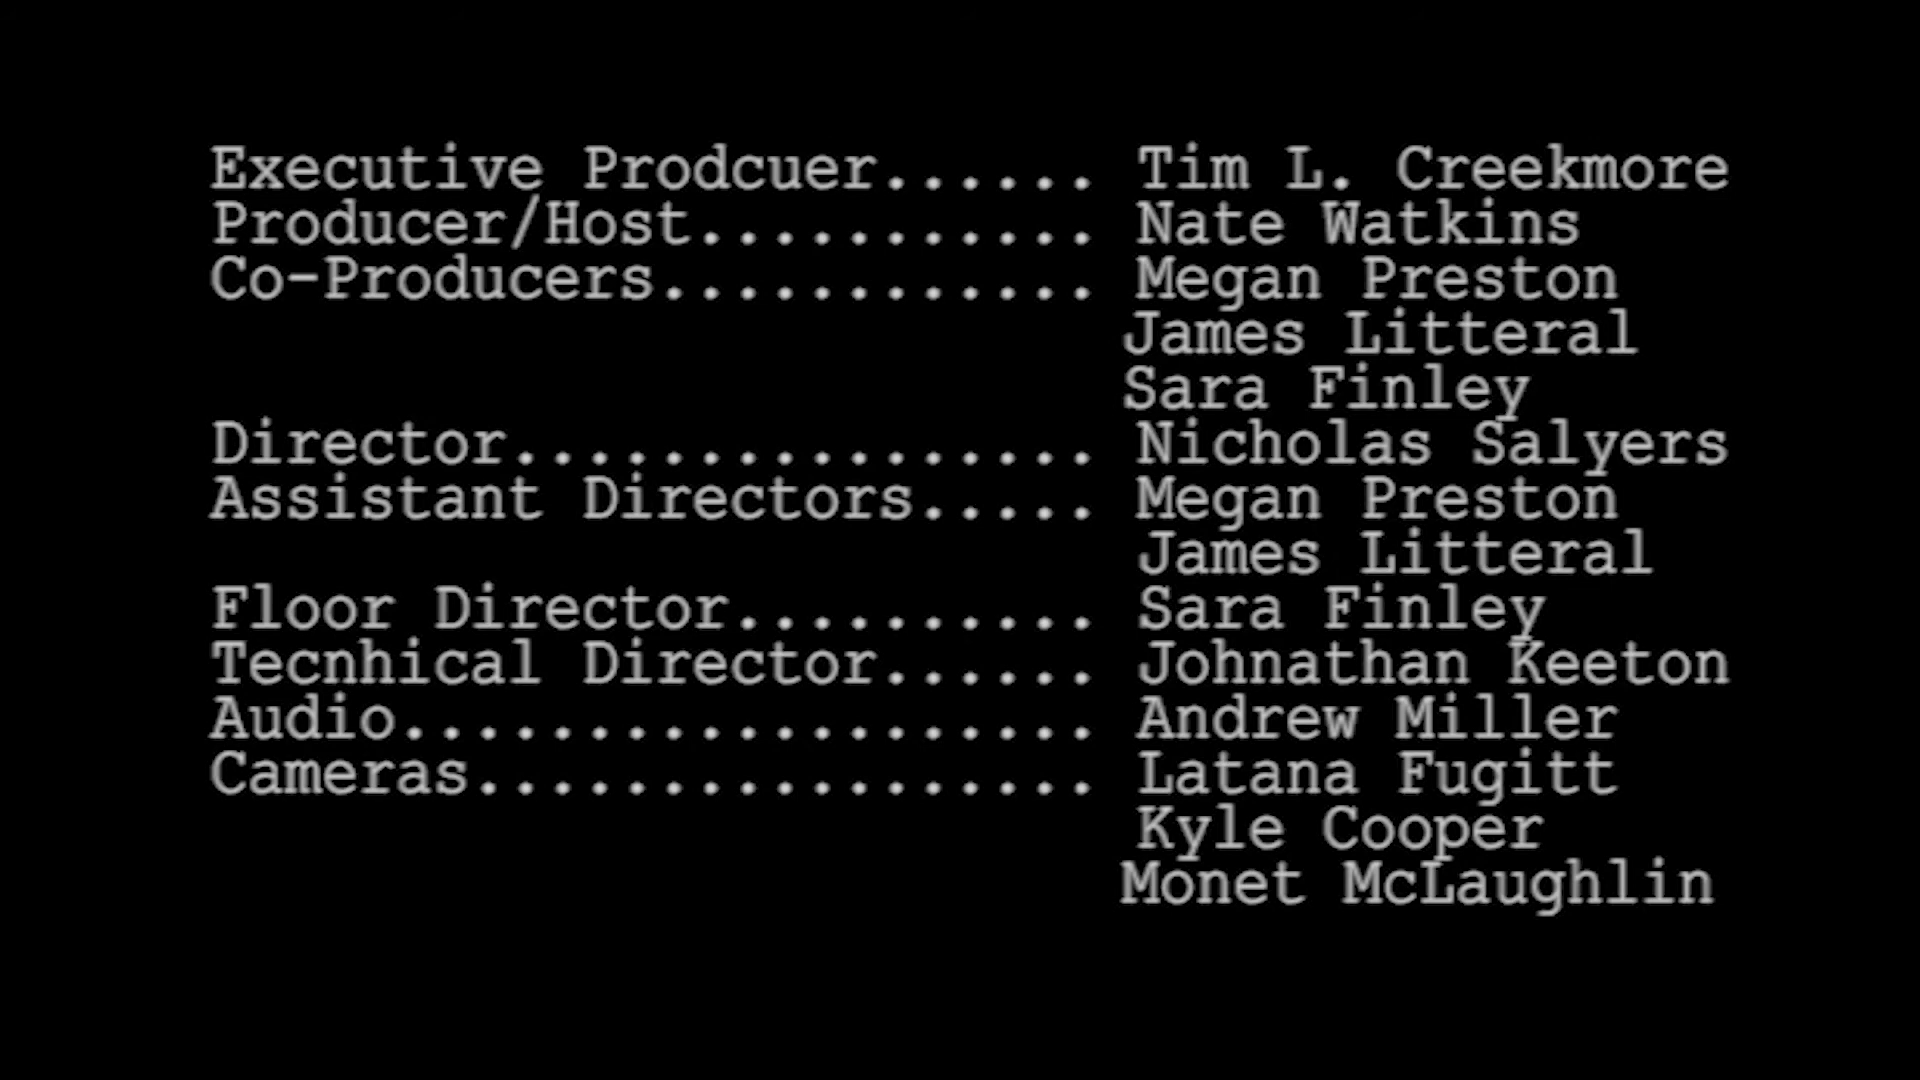 Executive Prodcuer...... Tim L. Creekmore
Producer/Host........... Nate Watkins
Co-Producers............ Megan Preston
James Litteral
Sara Finley
Director................ Nicholas Salyers
Assistant Directors..... Megan Preston
James Litteral
Floor Director.......... Sara Finley
Tecnhical Director...... Johnathan Keeton
Audio................... Andrew Miller
Cameras................. Latana Fugitt
Kyle Cooper
Monet McLaughlin